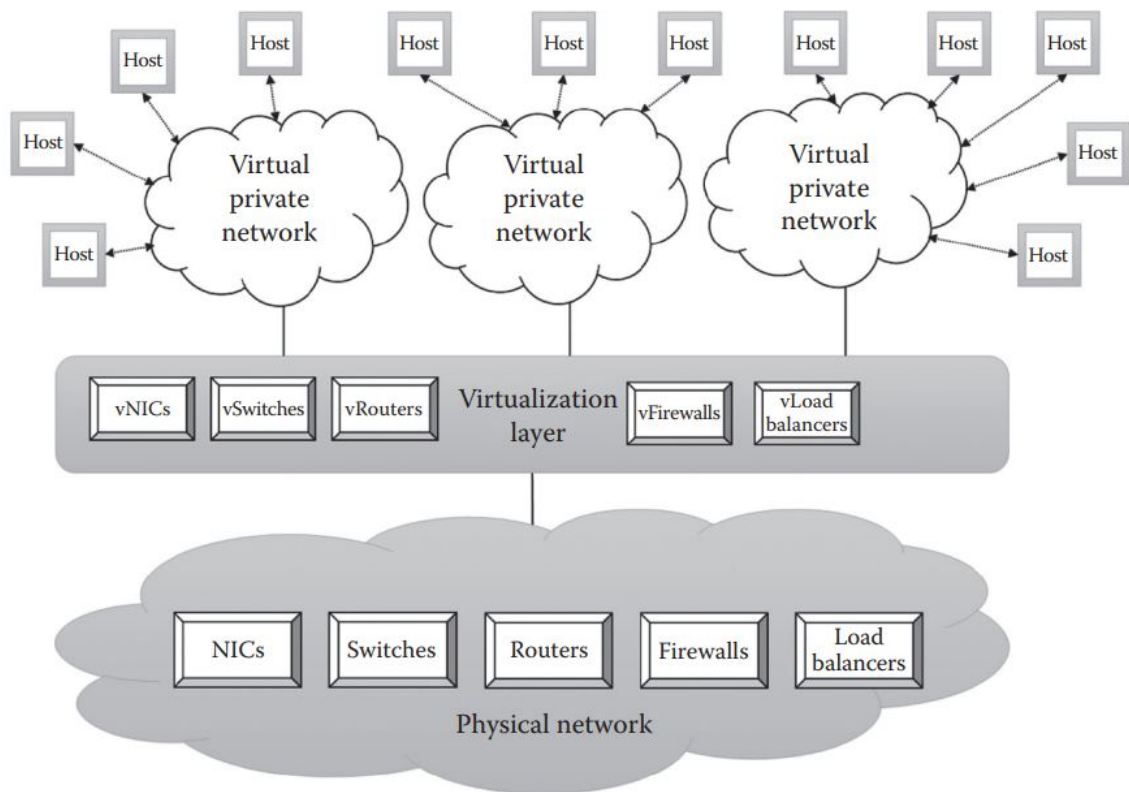 Host
Host
Host
Host
Host
Host
Host
Host
Host
Host
Host
Host
Virtual
private
network
Virtual
private
network
Virtual
private
network
vNICs
vSwitches
vRouters
Virtualization
layer
vFirewalls
vLoad
balancers
NICs
Switches
Routers
Firewalls
Load
balancers
Physical network